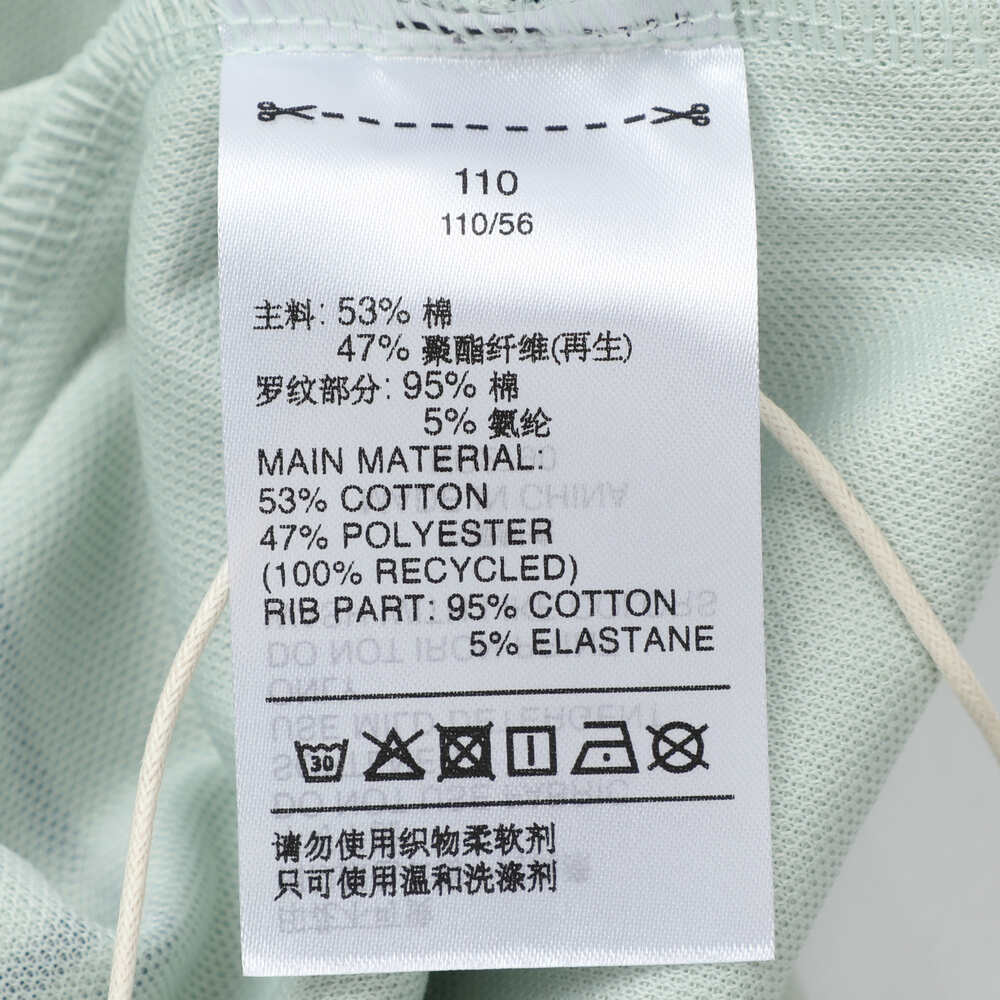 110
110/56
主料: 53% 棉
47% 聚酯纤维(再生)
罗纹部分: 95% 棉
5% 氨纶
MAIN MATERIAL:
53% COTTON
47% POLYESTER
(100% RECYCLED)
RIB PART: 95% COTTON
5% ELASTANE
30
请勿使用织物柔软剂
只可使用温和洗涤剂